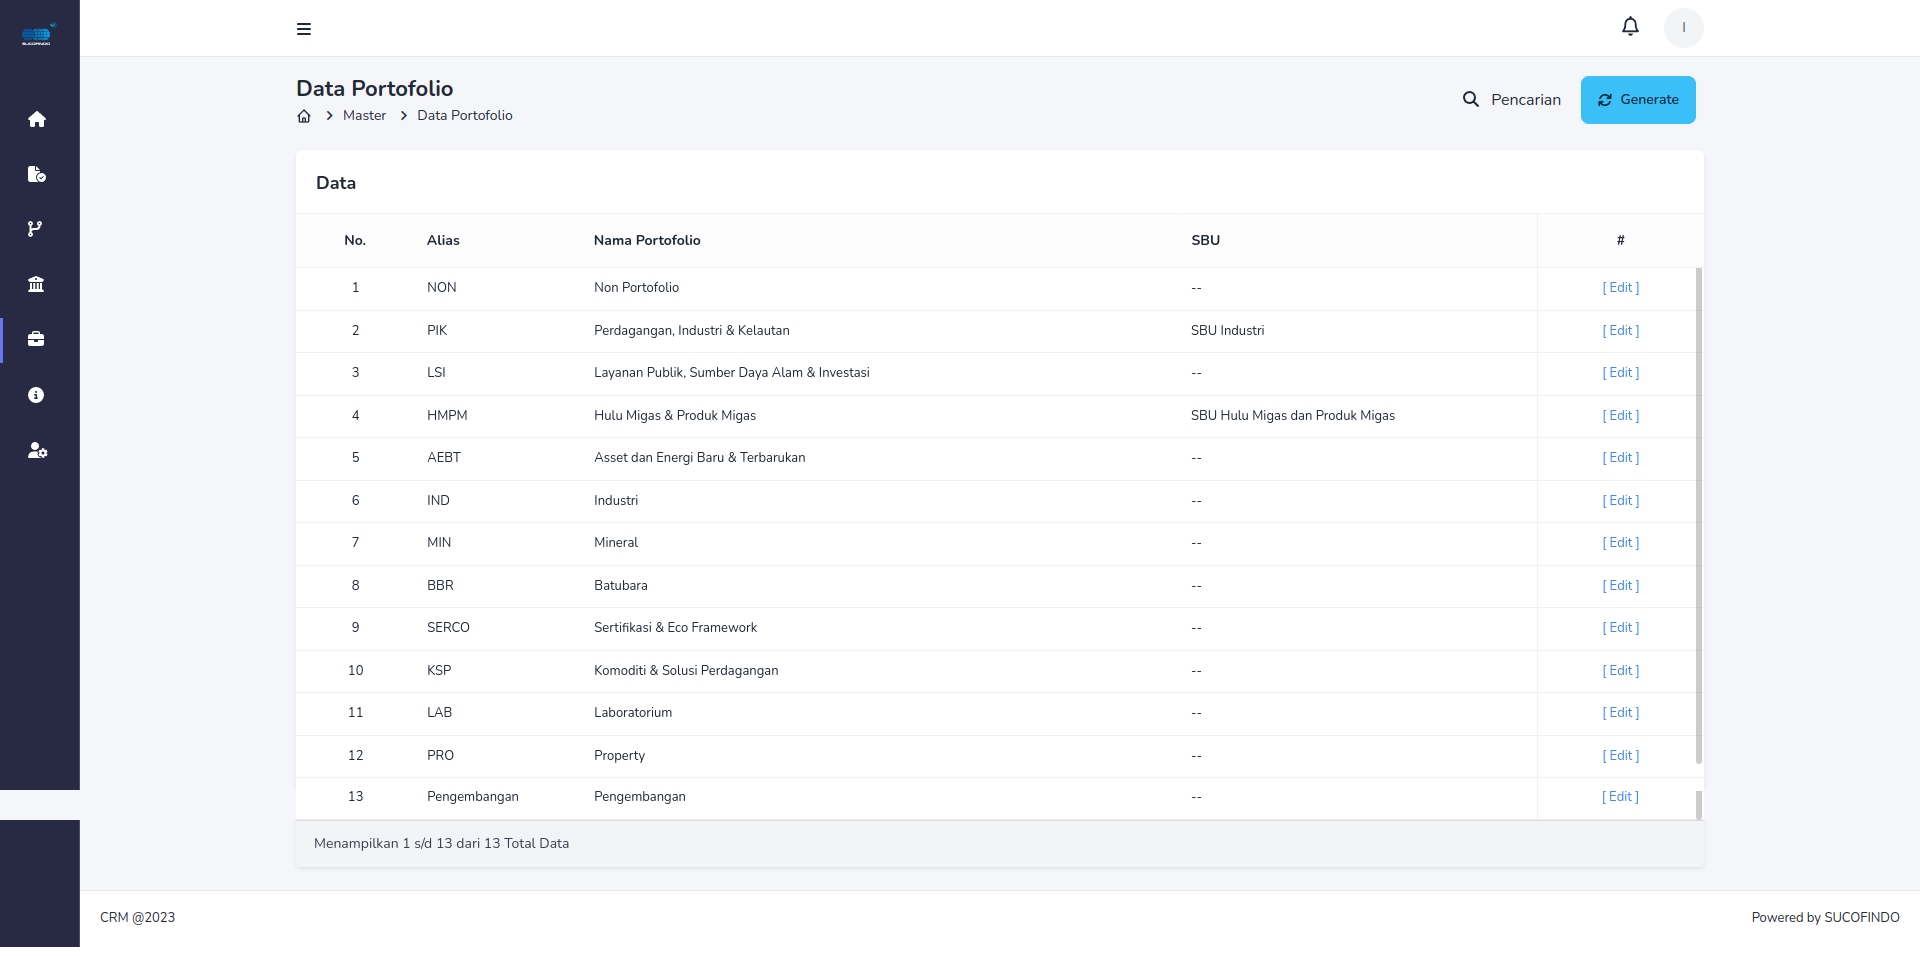 SUCOFINDO
I
Data Portofolio
Master Data Portofolio
Pencarian
Generate
Data
No. Alias Nama Portofolio SBU #
1 NON Non Portofolio -- [ Edit ]
2 PIK Perdagangan, Industri & Kelautan SBU Industri [ Edit ]
3 LSI Layanan Publik, Sumber Daya Alam & Investasi -- [ Edit ]
4 HMPM Hulu Migas & Produk Migas SBU Hulu Migas dan Produk Migas [ Edit ]
5 AEBT Asset dan Energi Baru & Terbarukan -- [ Edit ]
6 IND Industri -- [ Edit ]
7 MIN Mineral -- [ Edit ]
8 BBR Batubara -- [ Edit ]
9 SERCO Sertifikasi & Eco Framework -- [ Edit ]
10 KSP Komoditi & Solusi Perdagangan -- [ Edit ]
11 LAB Laboratorium -- [ Edit ]
12 PRO Property -- [ Edit ]
13 Pengembangan Pengembangan -- [ Edit ]
Menampilkan 1 s/d 13 dari 13 Total Data
CRM @2023
Powered by SUCOFINDO